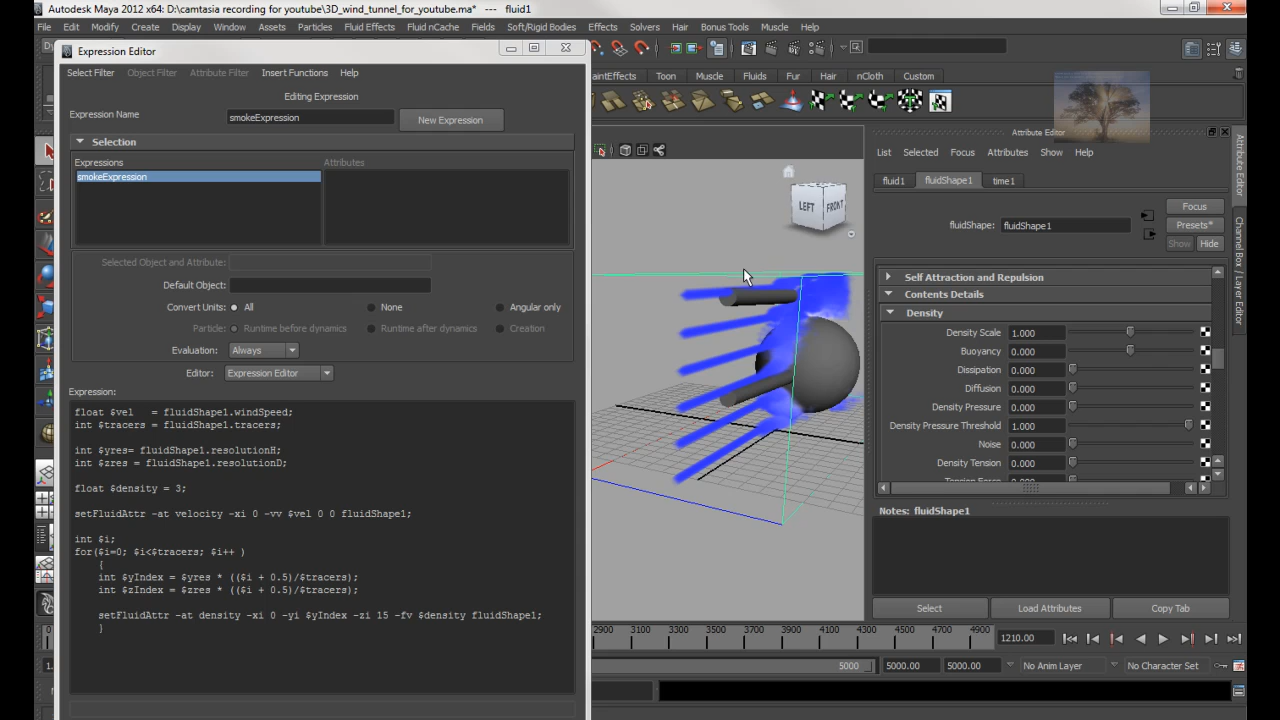 Autodesk Maya 2012 x64: D:\camtasia recording for youtube\3D_wind_tunnel_for_youtube.ma* --- fluid1
File Edit Modify Create Display Window Assets Particles Fluid Effects Fluid nCache Fields Soft/Rigid Bodies Effects Solvers Hair Bonus Tools Muscle Help
Expression Editor
Select Filter Object Filter Attribute Filter Insert Functions Help
Editing Expression
Expression Name smokeExpression New Expression
Selection
Expressions Attributes
smokeExpression
Selected Object and Attribute:
Default Object:
Convert Units: All None Angular only
Particle: Runtime before dynamics Runtime after dynamics Creation
Evaluation: Always
Editor: Expression Editor
Expression:
float $vel = fluidShape1.windSpeed;
int $tracers = fluidShape1.tracers;
int $yres= fluidShape1.resolutionH;
int $zres = fluidShape1.resolutionD;
float $density = 3;
setFluidAttr -at velocity -xi 0 -vv $vel 0 0 fluidShape1;
int $i;
for($i=0; $i<$tracers; $i++ )
{
int $yIndex = $yres * (($i + 0.5)/$tracers);
int $zIndex = $zres * (($i + 0.5)/$tracers);
setFluidAttr -at density -xi 0 -yi $yIndex -zi 15 -fv $density fluidShape1;
}
aintEffects Toon Muscle Fluids Fur Hair nCloth Custom
LEFT FRONT
Attribute Editor
List Selected Focus Attributes Show Help
fluid1 fluidShape1 time1
Focus
fluidShape: fluidShape1 Presets*
Show Hide
Self Attraction and Repulsion
Contents Details
Density
Density Scale 1.000
Buoyancy 0.000
Dissipation 0.000
Diffusion 0.000
Density Pressure 0.000
Density Pressure Threshold 1.000
Noise 0.000
Density Tension 0.000
Tension Force 0.000
Notes: fluidShape1
Select Load Attributes Copy Tab
Attribute Editor
Channel Box / Layer Editor
2900 3100 3300 3500 3700 3900 4100 4300 4500 4700 4900 1210.00
5000 5000.00 5000.00 No Anim Layer No Character Set